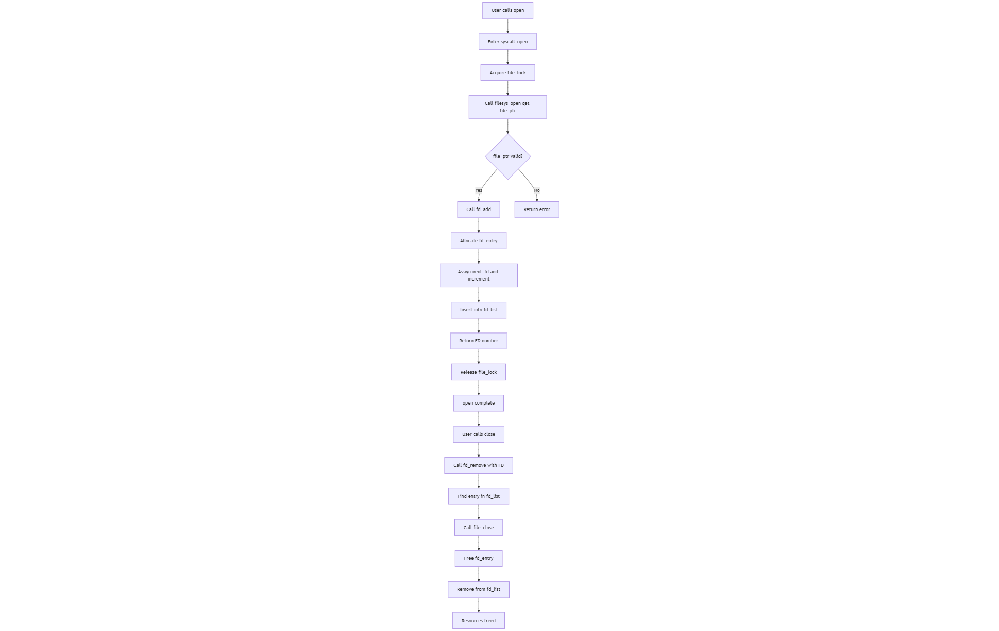 User calls open
Enter syscall_open
Acquire file_lock
Call filesys_open get
file_ptr
file_ptr valid?
Yes
No
Call fd_add
Return error
Allocate fd_entry
Assign next_fd and
increment
Insert into fd_list
Return FD number
Release file_lock
open complete
User calls close
Call fd_remove with FD
Find entry in fd_list
Call file_close
Free fd_entry
Remove from fd_list
Resources freed